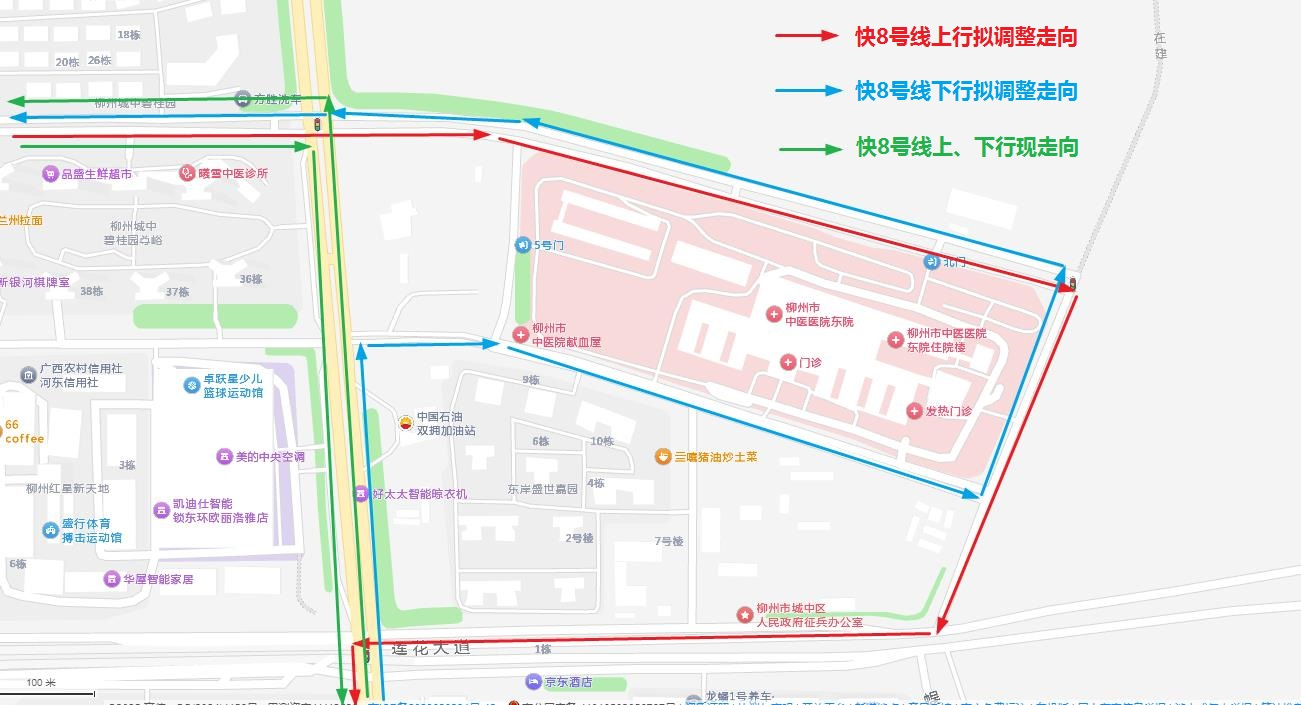 快8号线上行拟调整走向
快8号线下行拟调整走向
快8号线上、下行现走向
在
建
18栋
20栋
26栋
柳州城中碧桂园
方胜洗车
品盛生鲜超市
曦雪中医诊所
兰州拉面
柳州城中
碧桂园
5号门
北门
新银河棋牌室
38栋
37栋
36栋
柳州市
中医医院东院
柳州市
中医院献血屋
柳州市中医医院
东院住院楼
门诊
发热门诊
广西农村信用社
河东信用社
卓跃星少儿
篮球运动馆
9栋
中国石油
双拥加油站
66
coffee
6栋
10栋
美的中央空调
3栋
三嘻猪油炒土菜
柳州红星新天地
东岸盛世嘉园
4栋
好太太智能晾衣机
凯迪仕智能
锁东环欧丽洛雅店
盛行体育
搏击运动馆
2号楼
7号楼
6栋
华屋智能家居
柳州市城中区
人民政府征兵办公室
莲花大道
1栋
100 米
京东酒店
龙蟠1号养车·